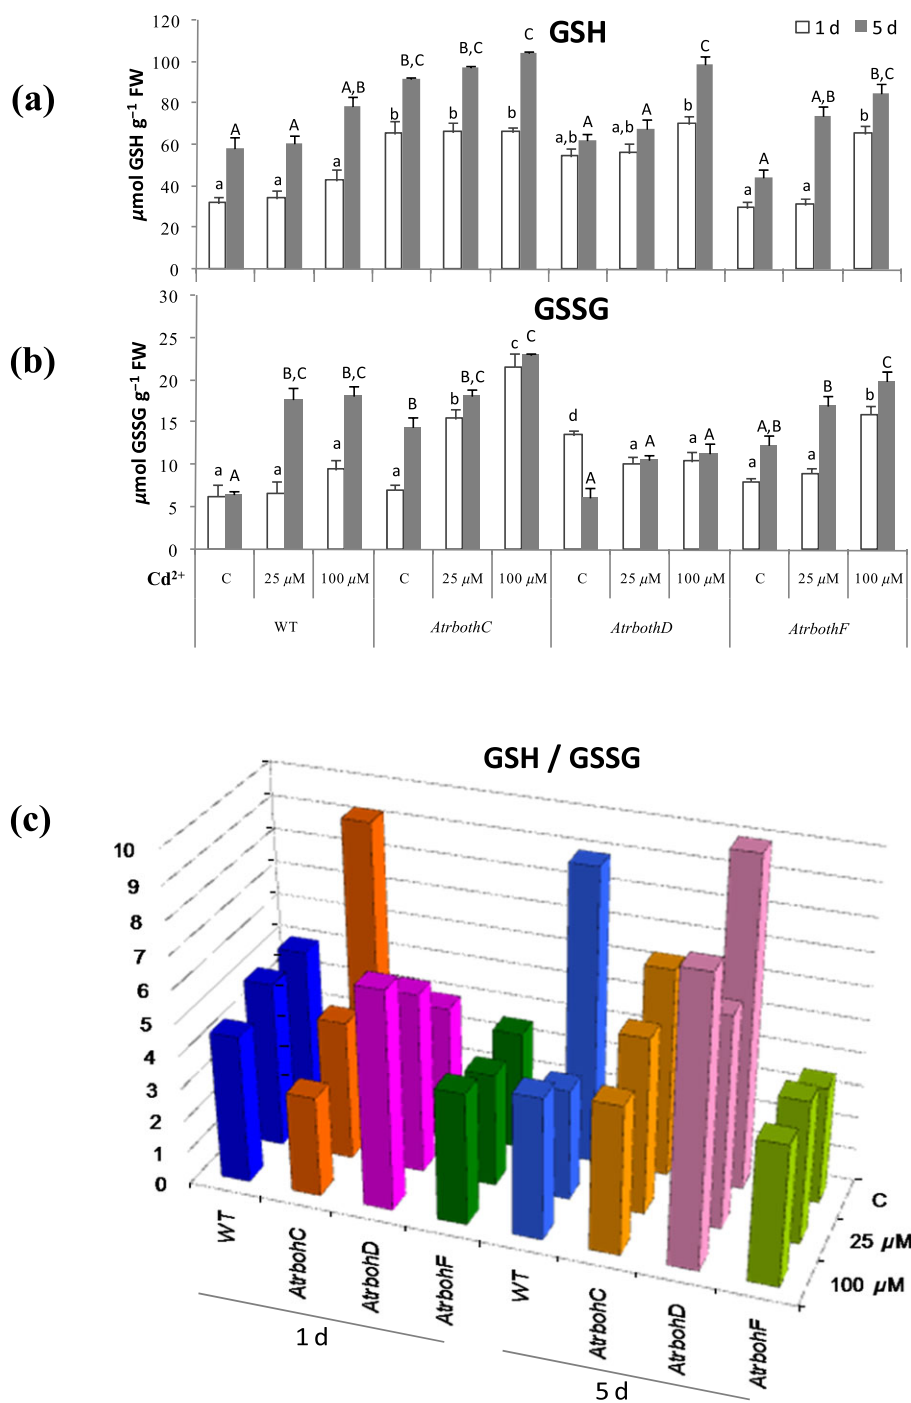 (a)
GSH
1 d 5 d
µmol GSH g⁻¹ FW
120
100
80
60
40
20
0
a A a A a A,B b B,C b B,C b C a,b A a,b A b C a A a A,B b B,C
(b)
GSSG
µmol GSSG g⁻¹ FW
30
25
20
15
10
5
0
a A a B,C a B,C a B b B,C c C d A a A a A a A,B a B b C
Cd²⁺ C 25 µM 100 µM C 25 µM 100 µM C 25 µM 100 µM C 25 µM 100 µM
WT AtrbothC AtrbothD AtrbothF
(c)
GSH / GSSG
10
9
8
7
6
5
4
3
2
1
0
WT AtrbohC AtrbohD AtrbohF WT AtrbohC AtrbohD AtrbohF
C
25 µM
100 µM
1 d
5 d